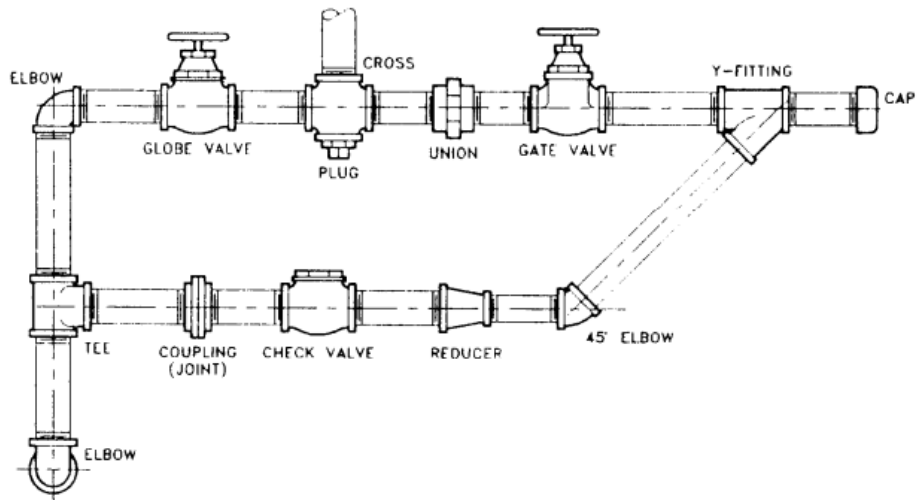 ELBOW
CROSS
Y-FITTING
CAP
GLOBE VALVE
PLUG
UNION
GATE VALVE
TEE
COUPLING
(JOINT)
CHECK VALVE
REDUCER
45° ELBOW
ELBOW